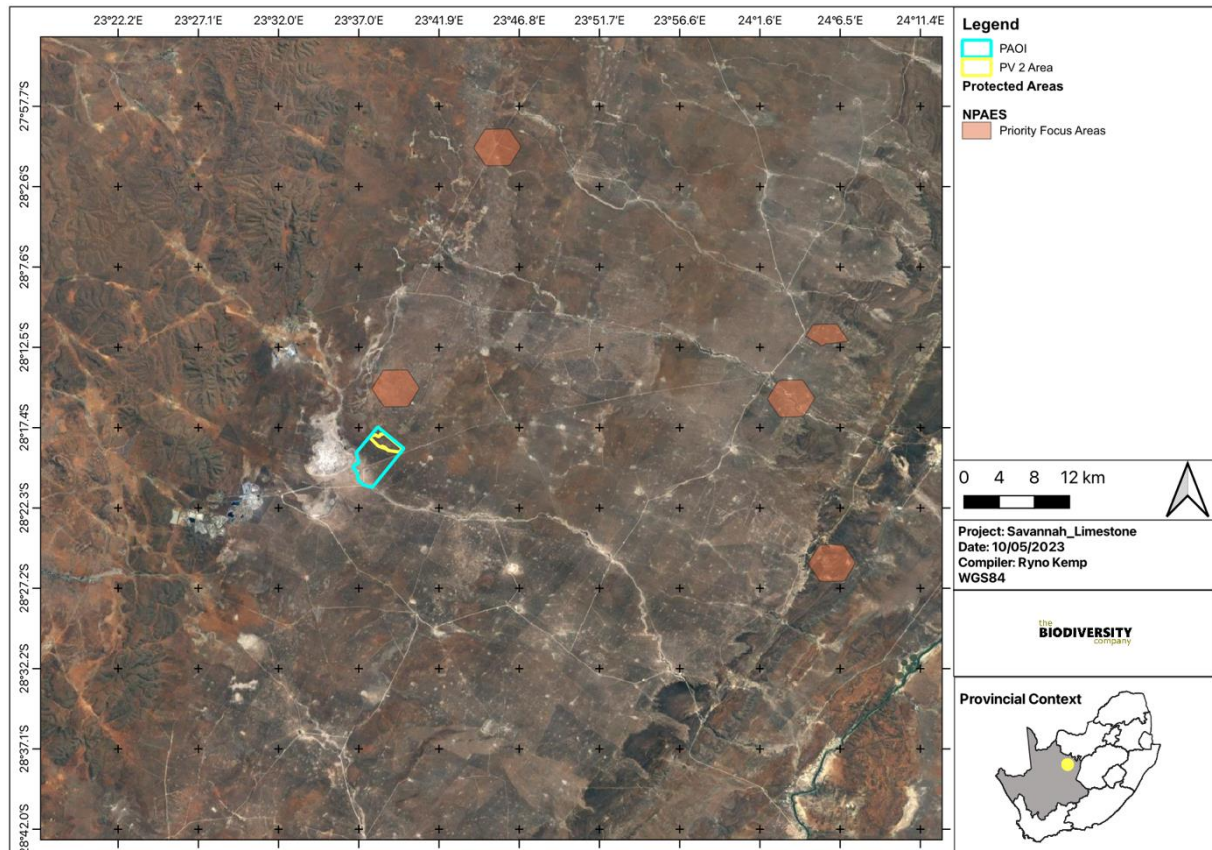 23°22.2'E 23°27.1'E 23°32.0'E 23°37.0'E 23°41.9'E 23°46.8'E 23°51.7'E 23°56.6'E 24°1.6'E 24°6.5'E 24°11.4'E
27°57.7'S
28°2.6'S
28°7.6'S
28°12.5'S
28°17.4'S
28°22.3'S
28°27.2'S
28°32.2'S
28°37.1'S
28°42.0'S
Legend
PAOI
PV 2 Area
Protected Areas
NPAES
Priority Focus Areas
0 4 8 12 km
Project: Savannah_Limestone
Date: 10/05/2023
Compiler: Ryno Kemp
WGS84
the
BIODIVERSITY
company
Provincial Context